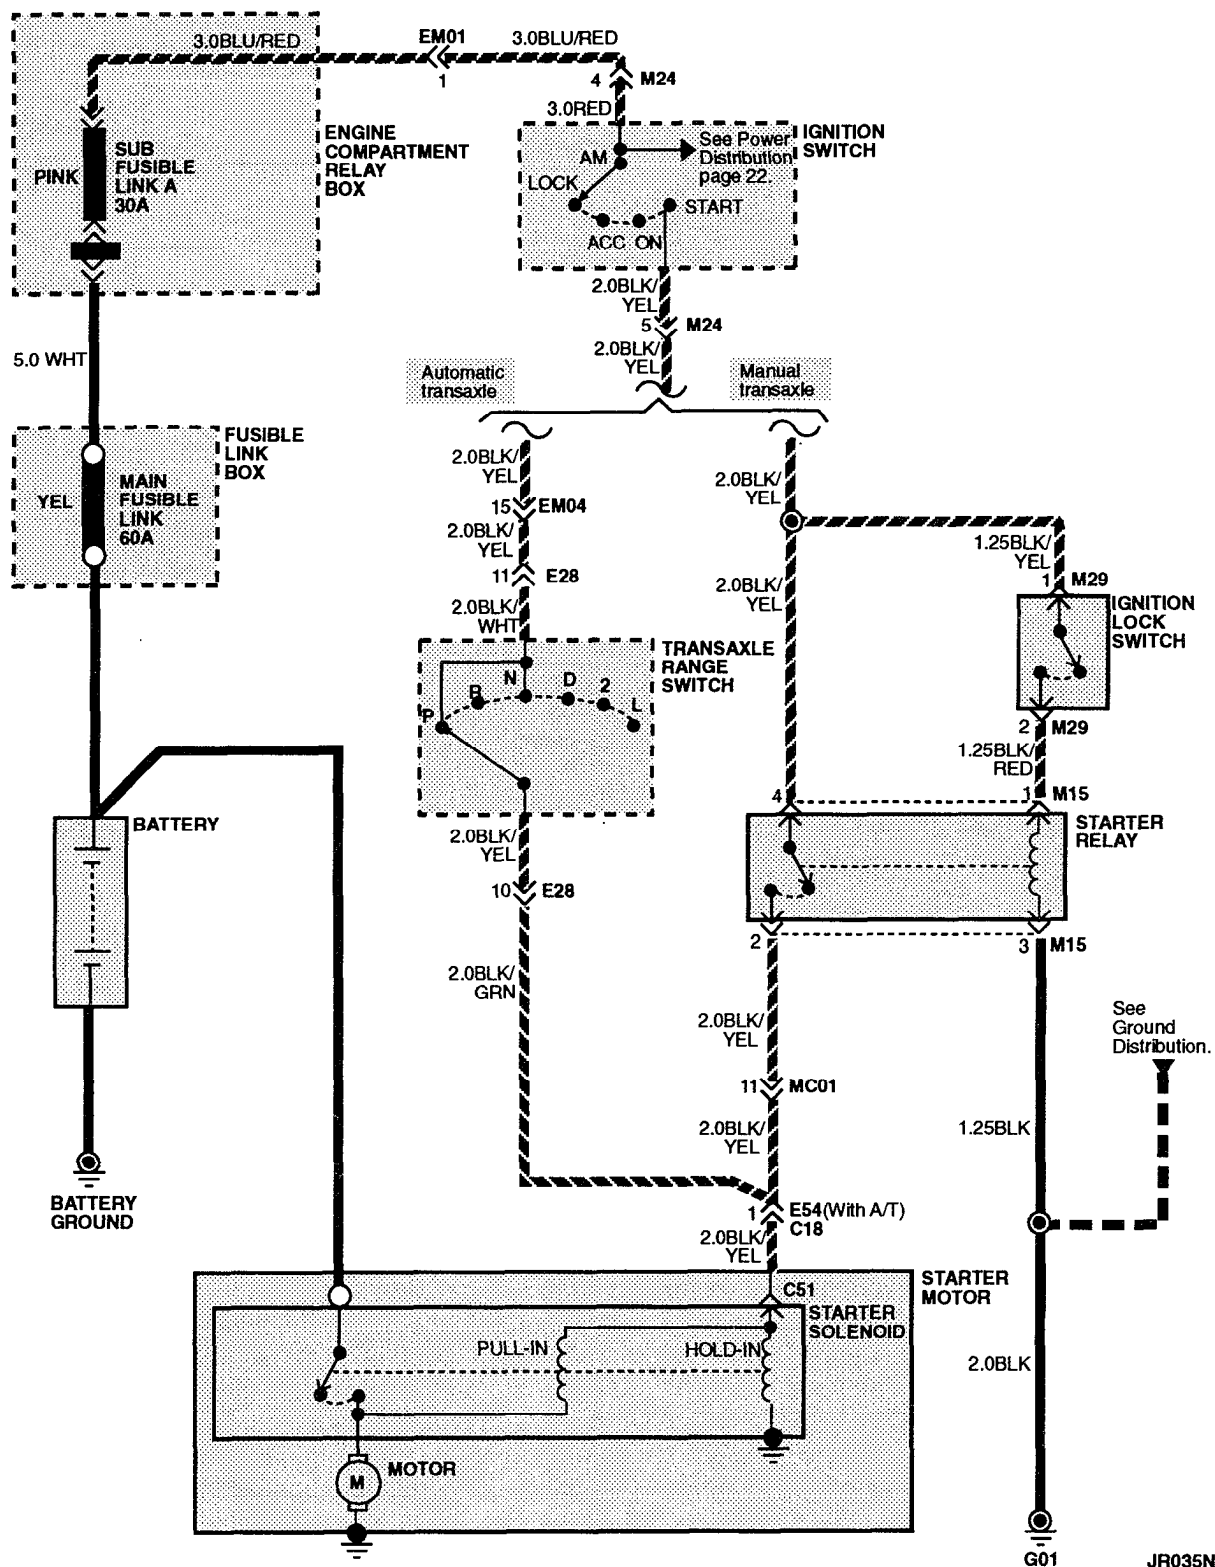 3.0BLU/RED
EM01
1
3.0BLU/RED
4
M24
3.0RED
ENGINE
COMPARTMENT
RELAY
BOX
PINK
SUB
FUSIBLE
LINK A
30A
IGNITION
SWITCH
AM
See Power
Distribution
page 22.
LOCK
START
ACC
ON
2.0BLK/
YEL
5
M24
2.0BLK/
YEL
5.0 WHT
Automatic
transaxle
Manual
transaxle
FUSIBLE
LINK
BOX
YEL
MAIN
FUSIBLE
LINK
60A
2.0BLK/
YEL
15
EM04
2.0BLK/
YEL
11
E28
2.0BLK/
WHT
2.0BLK/
YEL
1.25BLK/
YEL
1
M29
2.0BLK/
YEL
IGNITION
LOCK
SWITCH
2
M29
1.25BLK/
RED
TRANSAXLE
RANGE
SWITCH
P
R
N
D
2
L
4
1
M15
STARTER
RELAY
2
3
M15
BATTERY
2.0BLK/
YEL
10
E28
2.0BLK/
GRN
2.0BLK/
YEL
11
MC01
2.0BLK/
YEL
See
Ground
Distribution.
1.25BLK
BATTERY
GROUND
1
E54(With A/T)
C18
2.0BLK/
YEL
C51
STARTER
MOTOR
STARTER
SOLENOID
PULL-IN
HOLD-IN
2.0BLK
MOTOR
M
G01
JR035N